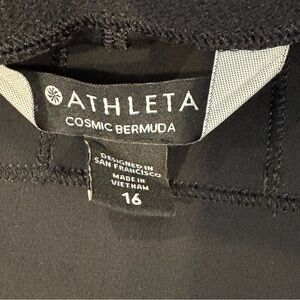 ATHLETA
COSMIC BERMUDA
DESIGNED IN
SAN FRANCISCO
MADE IN
VIETNAM
16